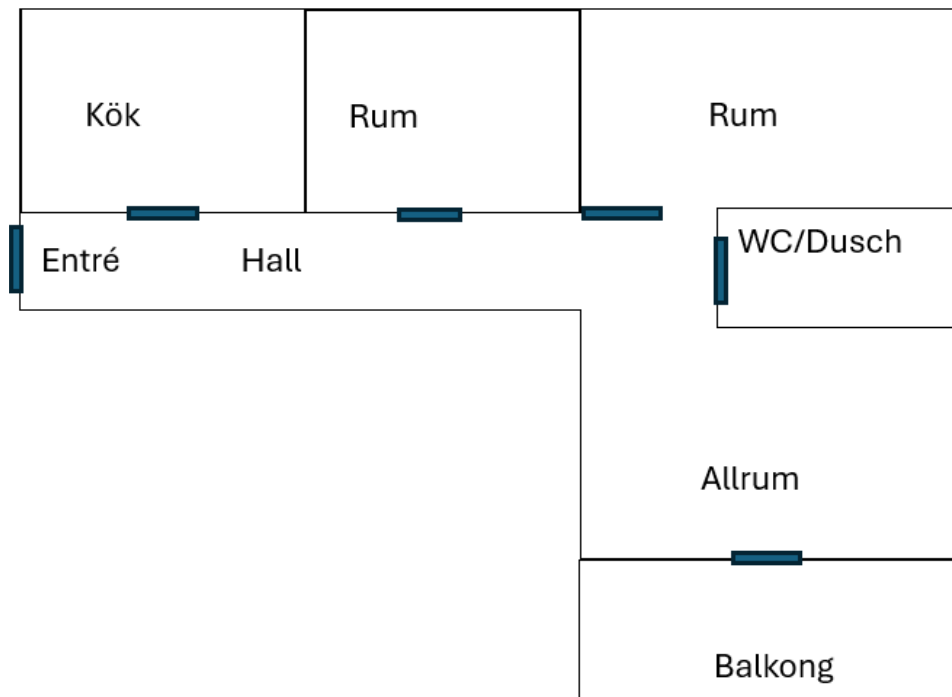 Kök
Rum
Rum
Entré
Hall
WC/Dusch
Allrum
Balkong